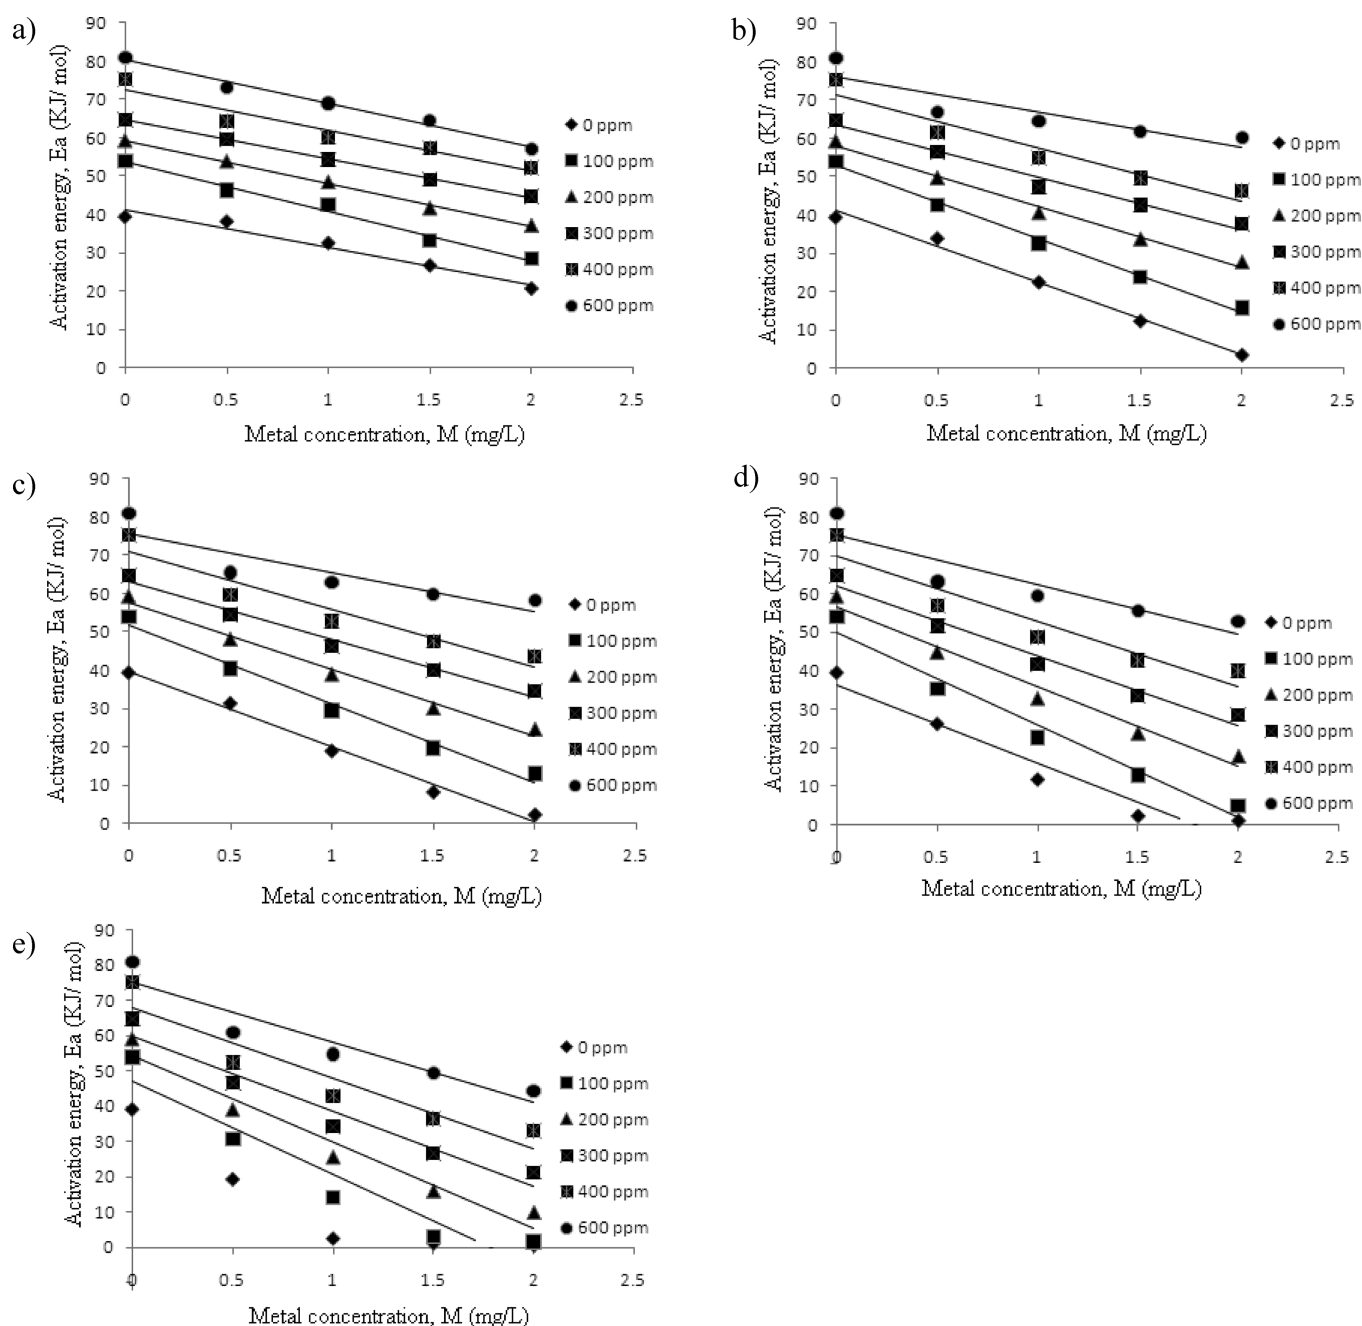 a)
Activation energy, Ea (KJ/ mol)
90
80
70
60
50
40
30
20
10
0
0 0.5 1 1.5 2 2.5
Metal concentration, M (mg/L)
0 ppm
100 ppm
200 ppm
300 ppm
400 ppm
600 ppm
b)
Activation energy, Ea (KJ/ mol)
90
80
70
60
50
40
30
20
10
0
0 0.5 1 1.5 2 2.5
Metal concentration, M (mg/L)
0 ppm
100 ppm
200 ppm
300 ppm
400 ppm
600 ppm
c)
Activation energy, Ea (KJ/ mol)
90
80
70
60
50
40
30
20
10
0
0 0.5 1 1.5 2 2.5
Metal concentration, M (mg/L)
0 ppm
100 ppm
200 ppm
300 ppm
400 ppm
600 ppm
d)
Activation energy, Ea (KJ/ mol)
90
80
70
60
50
40
30
20
10
0
0 0.5 1 1.5 2 2.5
Metal concentration, M (mg/L)
0 ppm
100 ppm
200 ppm
300 ppm
400 ppm
600 ppm
e)
Activation energy, Ea (KJ/ mol)
90
80
70
60
50
40
30
20
10
0
0 0.5 1 1.5 2 2.5
Metal concentration, M (mg/L)
0 ppm
100 ppm
200 ppm
300 ppm
400 ppm
600 ppm